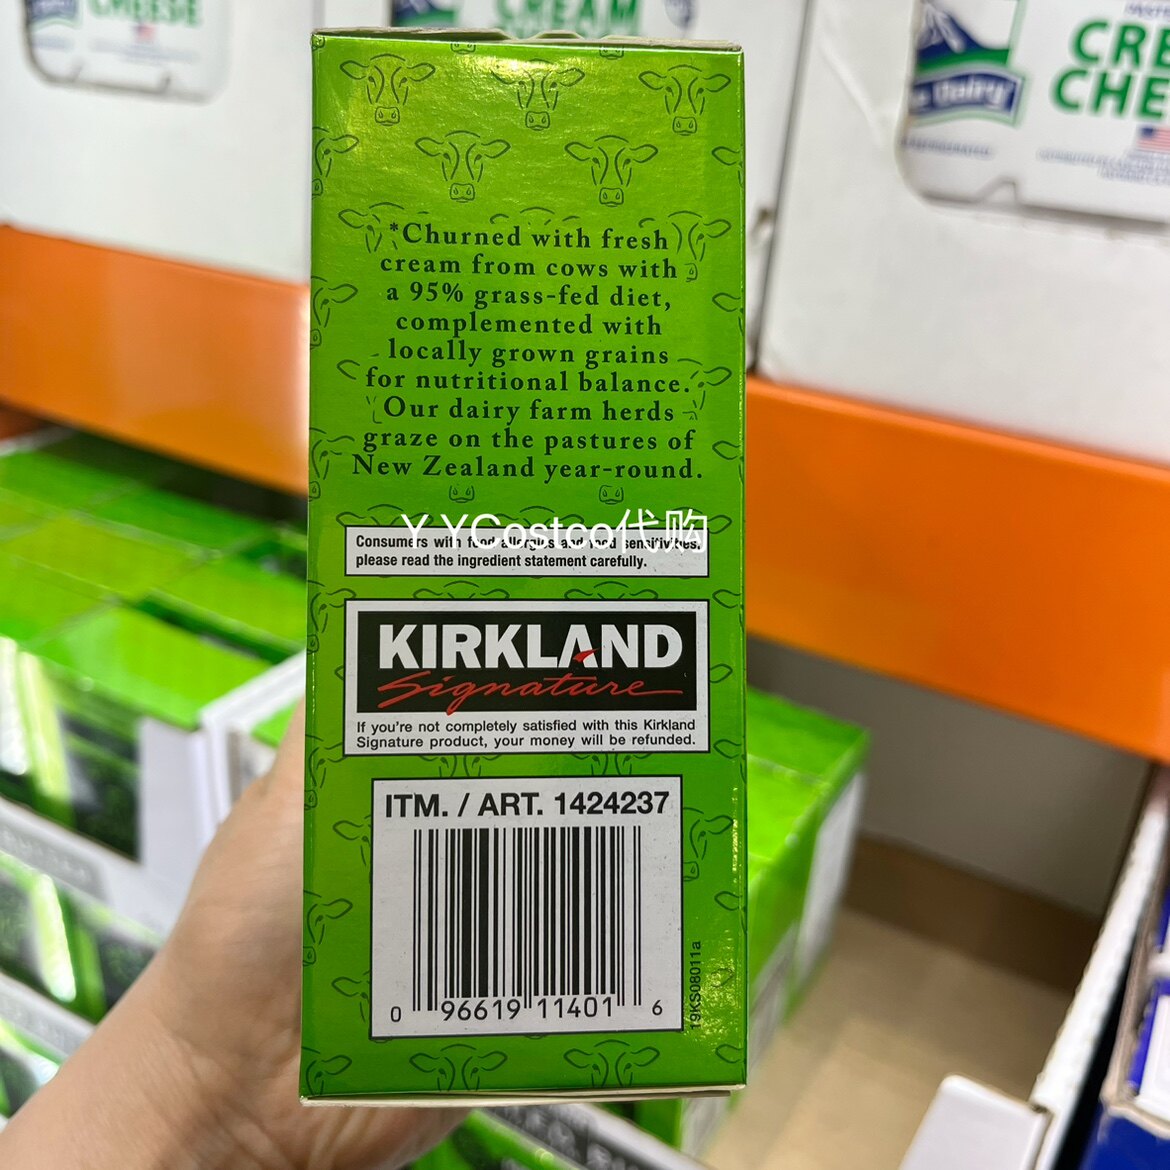 CHEESE
CREAM
CRE
CHE
*Churned with fresh
cream from cows with
a 95% grass-fed diet,
complemented with
locally grown grains
for nutritional balance.
Our dairy farm herds
graze on the pastures of
New Zealand year-round.
Y.YCostco代购
Consumers with food allergies and food sensitivities,
please read the ingredient statement carefully.
KIRKLAND
Signature
If you're not completely satisfied with this Kirkland
Signature product, your money will be refunded.
ITM. / ART. 1424237
0 96619 11401 6
19KS08011a